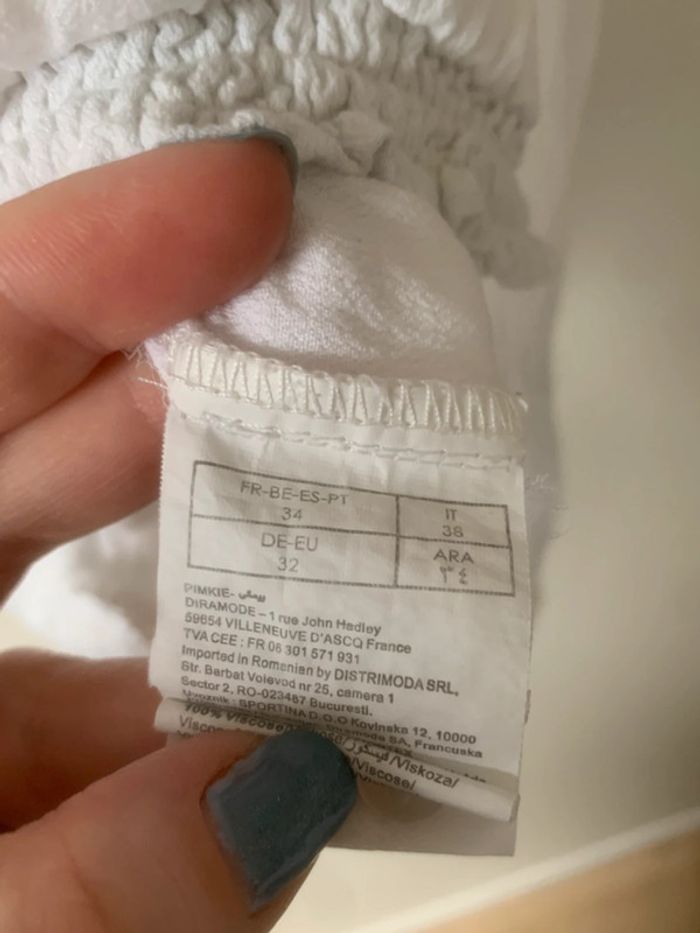 FR-BE-ES-PT
34
IT
38
DE-EU
32
ARA
٣٤
PIMKIE- بيمكي
DIRAMODE – 1 rue John Hadley
59654 VILLENEUVE D'ASCQ France
TVA CEE : FR 06 301 571 931
Imported in Romenian by DISTRIMODA SRL,
Str. Barbat Voievod nr 25, camera 1
Sector 2, RO-023487 Bucuresti.
Uvoznik : SPORTINA D.O.O Kovinska 12, 10000
SA, Francuska
100% Viscose/
/Viskoza/
/Viscose/